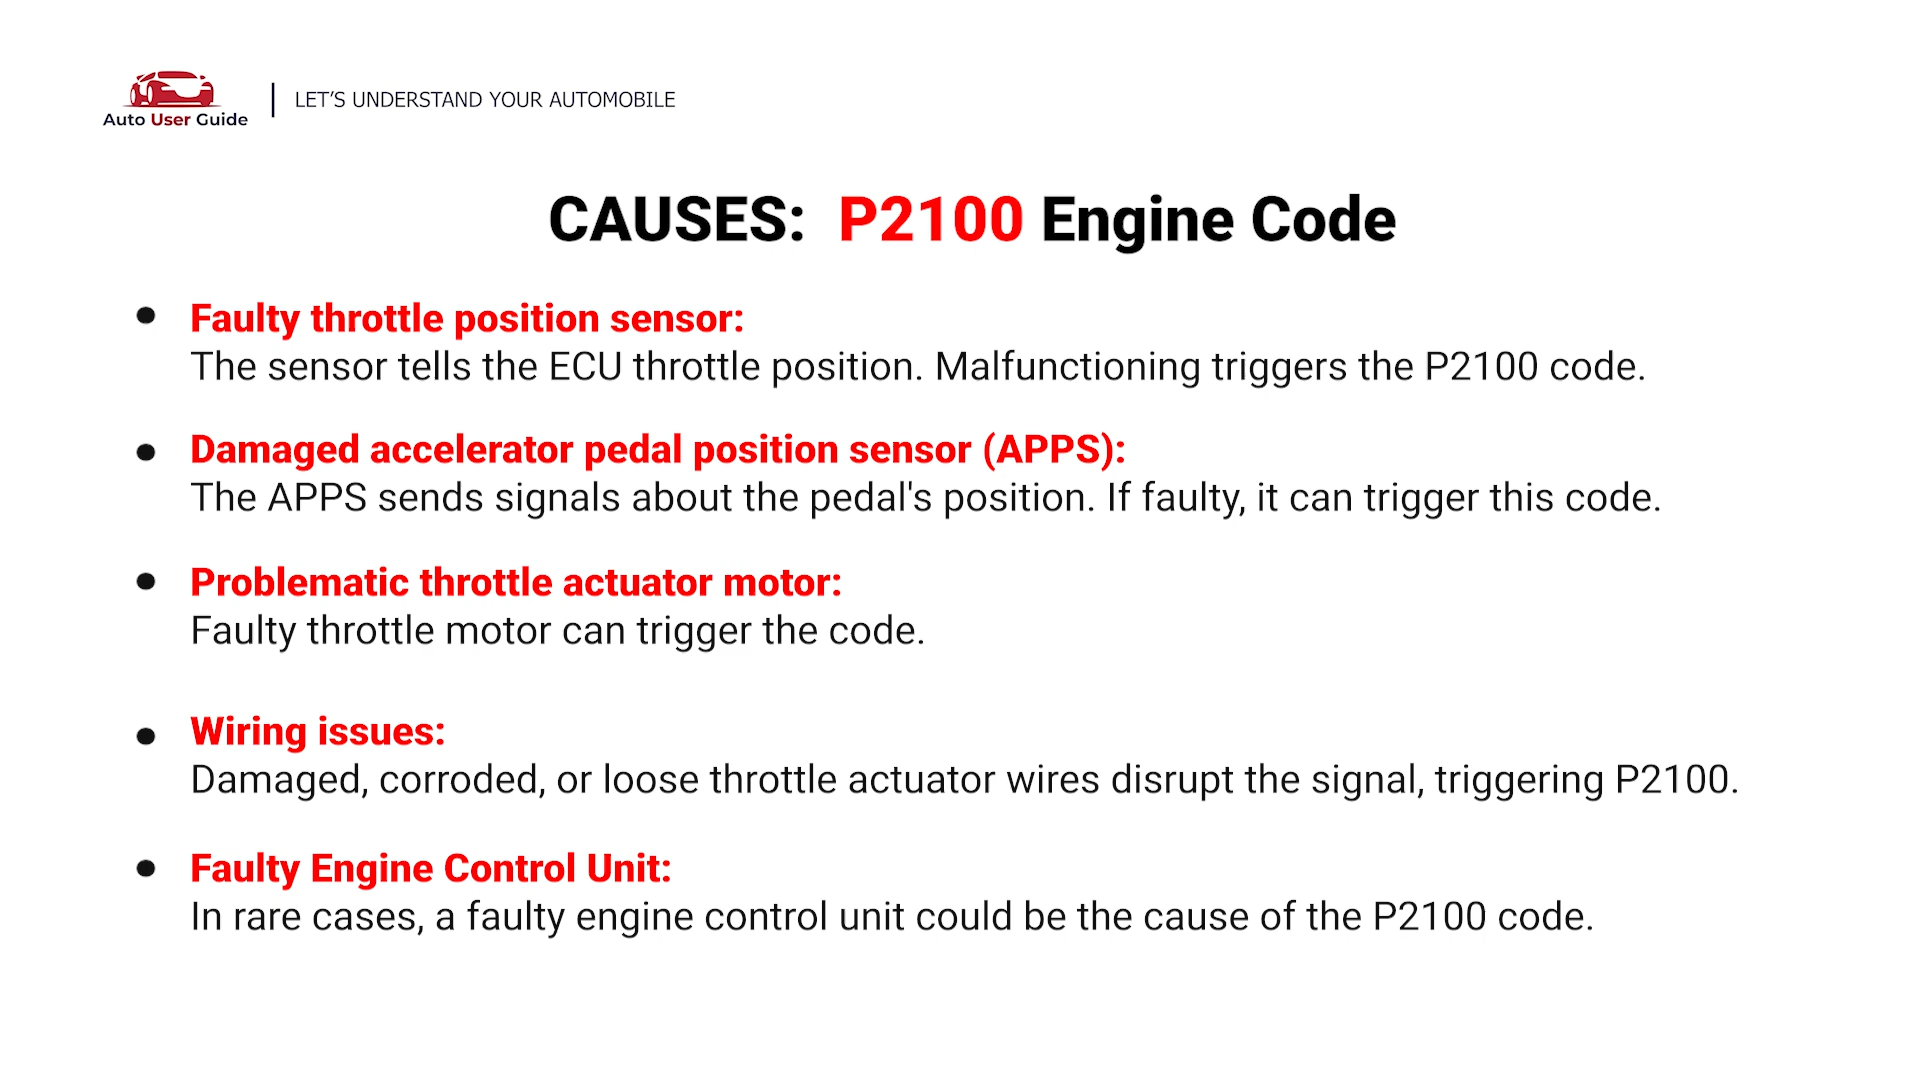 Auto User Guide
LET'S UNDERSTAND YOUR AUTOMOBILE
CAUSES: P2100 Engine Code
Faulty throttle position sensor:
The sensor tells the ECU throttle position. Malfunctioning triggers the P2100 code.
Damaged accelerator pedal position sensor (APPS):
The APPS sends signals about the pedal's position. If faulty, it can trigger this code.
Problematic throttle actuator motor:
Faulty throttle motor can trigger the code.
Wiring issues:
Damaged, corroded, or loose throttle actuator wires disrupt the signal, triggering P2100.
Faulty Engine Control Unit:
In rare cases, a faulty engine control unit could be the cause of the P2100 code.